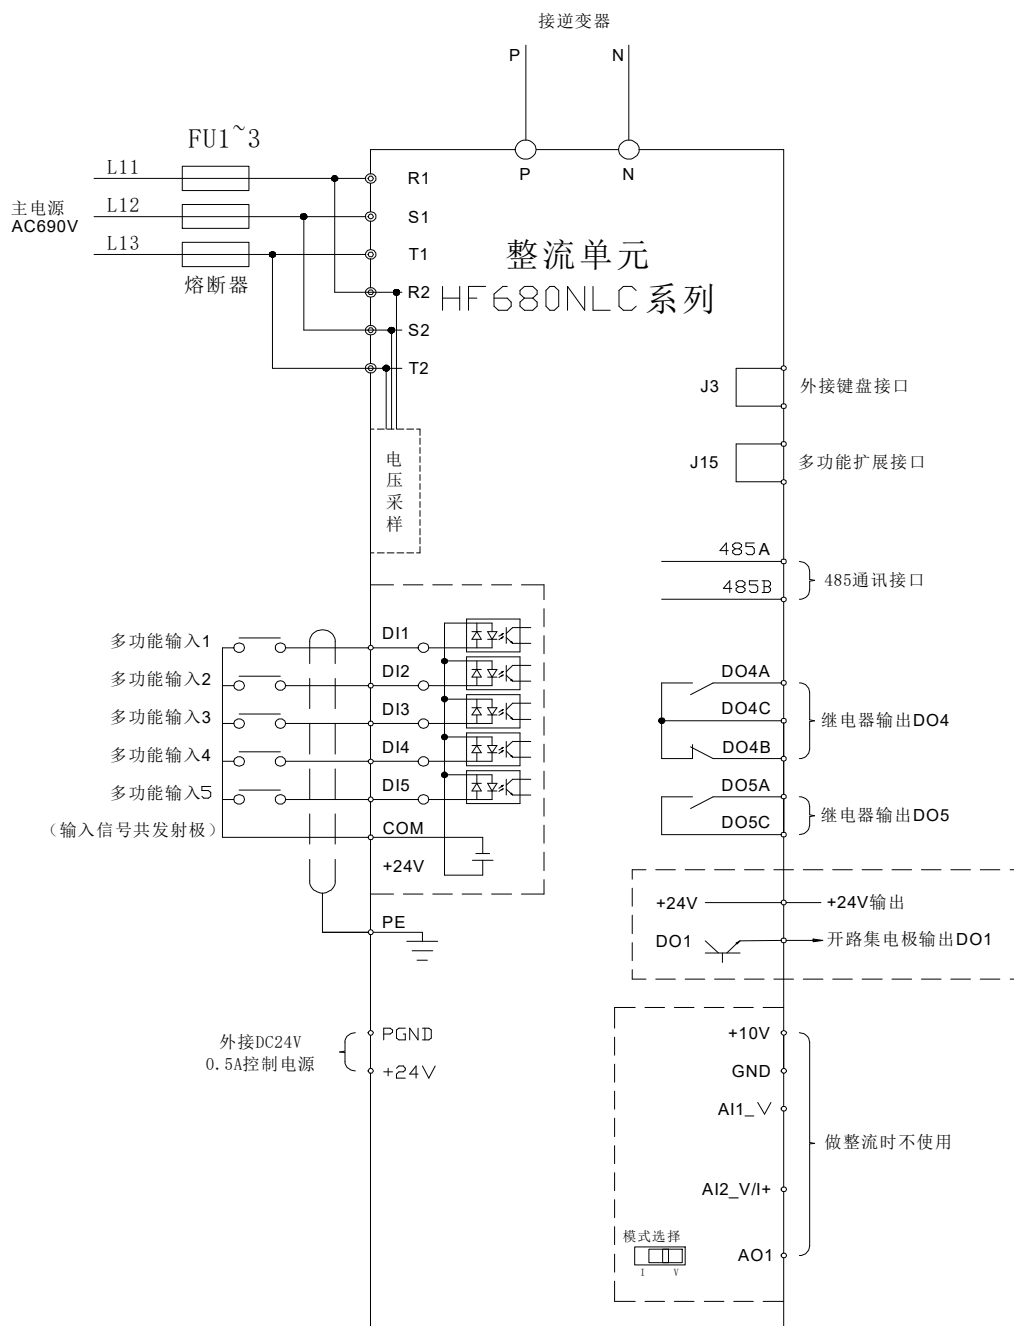 接逆变器
P
N
P
N
FU1~3
L11
L12
L13
主电源
AC690V
熔断器
R1
S1
T1
R2
S2
T2
整流单元
HF680NLC系列
电压采样
J3
外接键盘接口
J15
多功能扩展接口
485A
485B
485通讯接口
多功能输入1
多功能输入2
多功能输入3
多功能输入4
多功能输入5
（输入信号共发射极）
DI1
DI2
DI3
DI4
DI5
COM
+24V
PE
DO4A
DO4C
DO4B
继电器输出DO4
DO5A
DO5C
继电器输出DO5
+24V
+24V输出
DO1
开路集电极输出DO1
外接DC24V
0.5A控制电源
PGND
+24V
+10V
GND
AI1_V
AI2_V/I+
AO1
做整流时不使用
模式选择
I
V